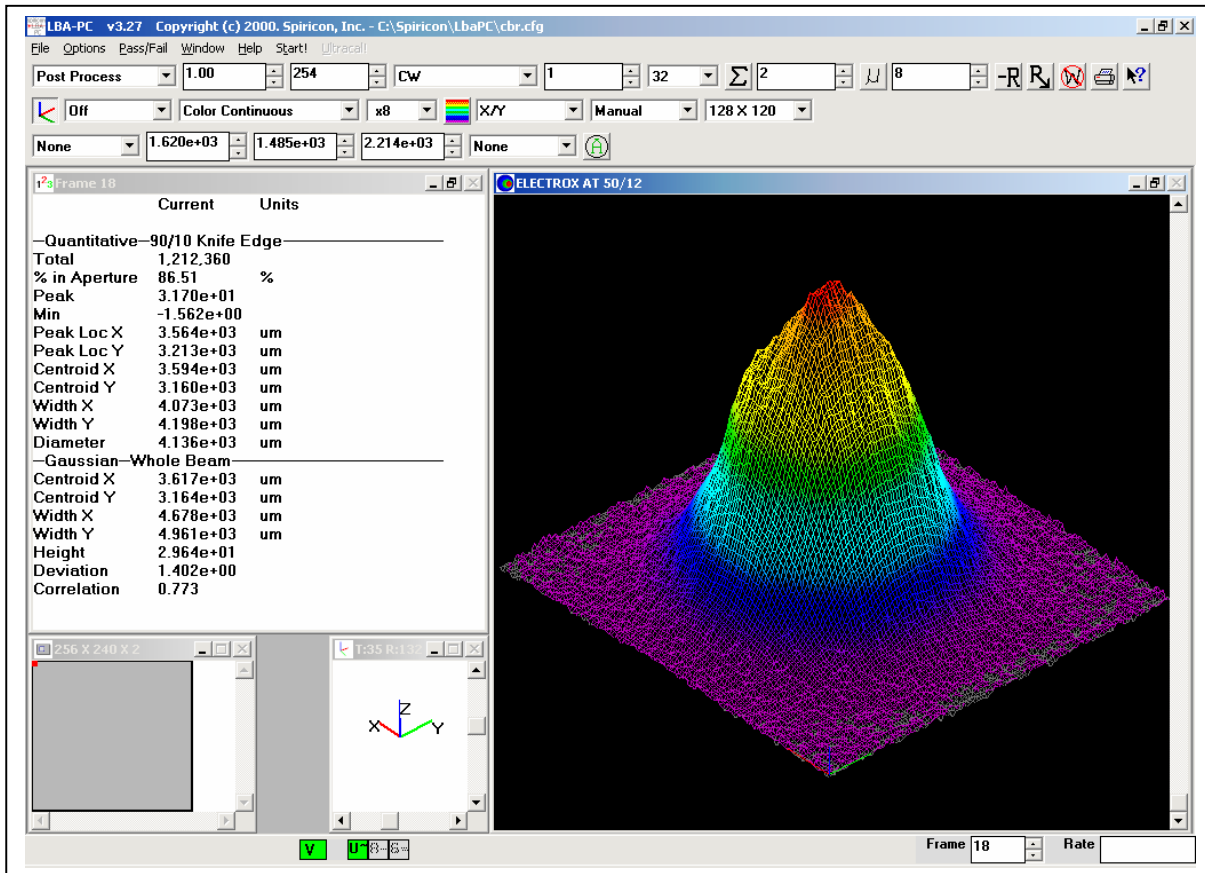 LBA-PC v3.27 Copyright (c) 2000. Spiricon, Inc. - C:\Spiricon\LbaPC\cbr.cfg
File Options Pass/Fail Window Help Start! Ultracal!
Post Process 1.00 254 CW 1 32 Σ 2 μ 8 -R R
Off Color Continuous x8 X/Y Manual 128 X 120
None 1.620e+03 1.485e+03 2.214e+03 None A
123 Frame 18
Current Units
Quantitative 90/10 Knife Edge
Total 1,212,360
% in Aperture 86.51 %
Peak 3.170e+01
Min -1.562e+00
Peak Loc X 3.564e+03 um
Peak Loc Y 3.213e+03 um
Centroid X 3.594e+03 um
Centroid Y 3.160e+03 um
Width X 4.073e+03 um
Width Y 4.198e+03 um
Diameter 4.136e+03 um
Gaussian Whole Beam
Centroid X 3.617e+03 um
Centroid Y 3.164e+03 um
Width X 4.678e+03 um
Width Y 4.961e+03 um
Height 2.964e+01
Deviation 1.402e+00
Correlation 0.773
ELECTROX AT 50/12
256 X 240 X 2
T:35 R:132
Z
X Y
V U
Frame 18 Rate